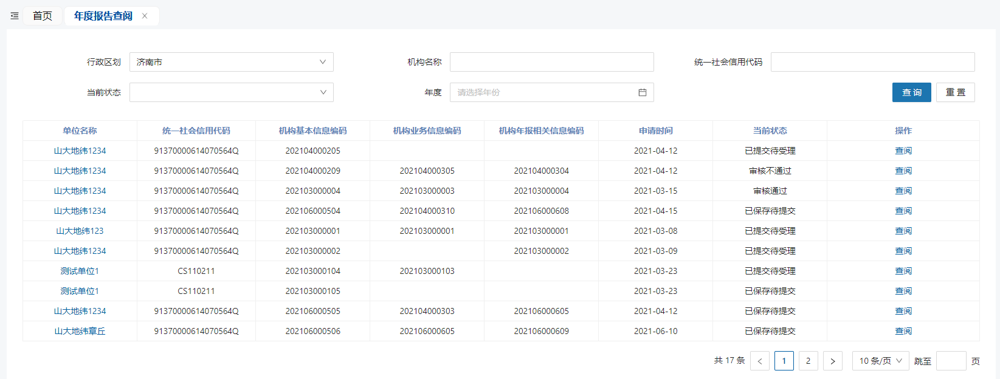 首页 年度报告查阅
行政区划 济南市 机构名称 统一社会信用代码
当前状态 年度 请选择年份 查询 重置
单位名称 统一社会信用代码 机构基本信息编码 机构业务信息编码 机构年报相关信息编码 申请时间 当前状态 操作
山大地纬1234 91370000614070564Q 202104000205 2021-04-12 已提交待受理 查阅
山大地纬1234 91370000614070564Q 202104000209 202104000305 202104000304 2021-04-12 审核不通过 查阅
山大地纬1234 91370000614070564Q 202103000004 202103000003 202103000004 2021-03-15 审核通过 查阅
山大地纬1234 91370000614070564Q 202106000504 202104000310 202106000608 2021-04-15 已保存待提交 查阅
山大地纬123 91370000614070564Q 202103000001 202103000001 202103000001 2021-03-08 已提交待受理 查阅
山大地纬1234 91370000614070564Q 202103000002 202103000002 2021-03-09 已提交待受理 查阅
测试单位1 CS110211 202103000104 202103000103 2021-03-23 已提交待受理 查阅
测试单位1 CS110211 202103000105 2021-03-23 已保存待提交 查阅
山大地纬1234 91370000614070564Q 202106000505 202104000303 202106000605 2021-04-12 已保存待提交 查阅
山大地纬章丘 91370000614070564Q 202106000506 202106000605 202106000609 2021-06-10 已保存待提交 查阅
共 17 条 < 1 2 > 10 条/页 跳至 页